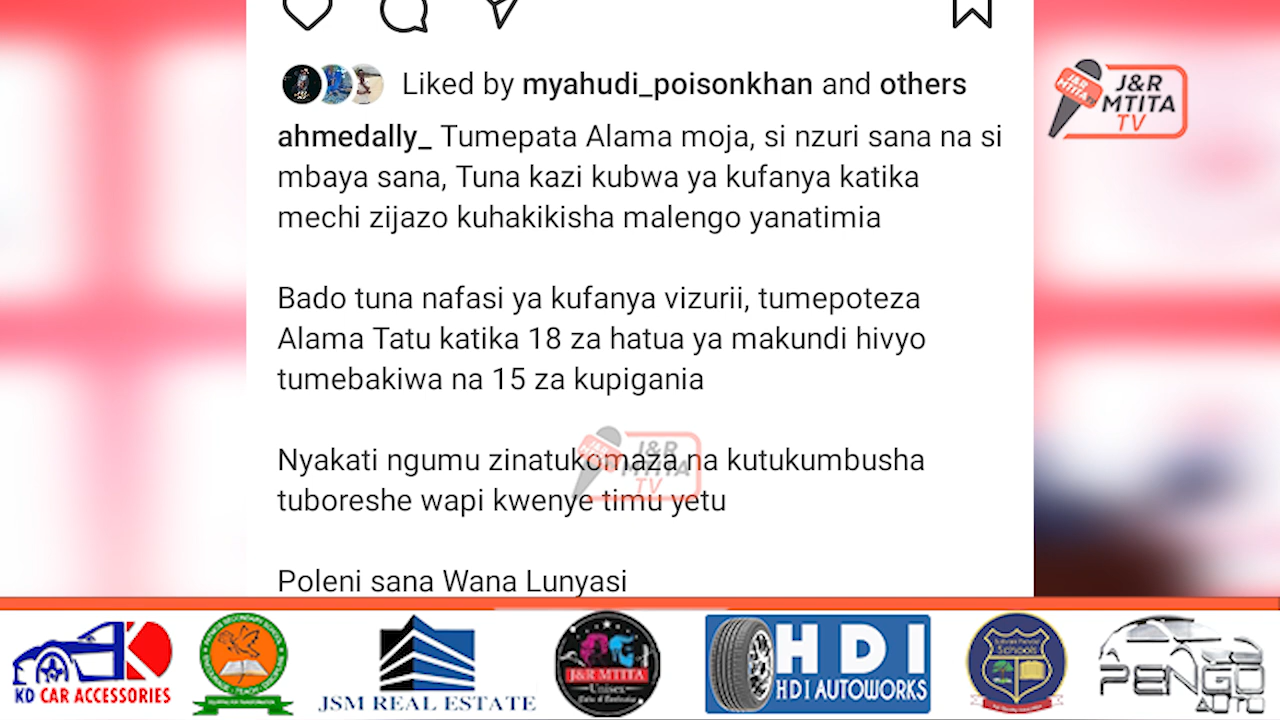 Liked by myahudi_poisonkhan and others
J&R
MTITA
TV
ahmedally_ Tumepata Alama moja, si nzuri sana na si
mbaya sana, Tuna kazi kubwa ya kufanya katika
mechi zijazo kuhakikisha malengo yanatimia
Bado tuna nafasi ya kufanya vizurii, tumepoteza
Alama Tatu katika 18 za hatua ya makundi hivyo
tumebakiwa na 15 za kupigania
Nyakati ngumu zinatukomaza na kutukumbusha
tuboreshe wapi kwenye timu yetu
J&R
MTITA
TV
Poleni sana Wana Lunyasi
KD CAR ACCESSORIES
JSM REAL ESTATE
J&R MTITA
Unisex
HDI
HDI AUTOWORKS
Schools
PENGO
AUTO